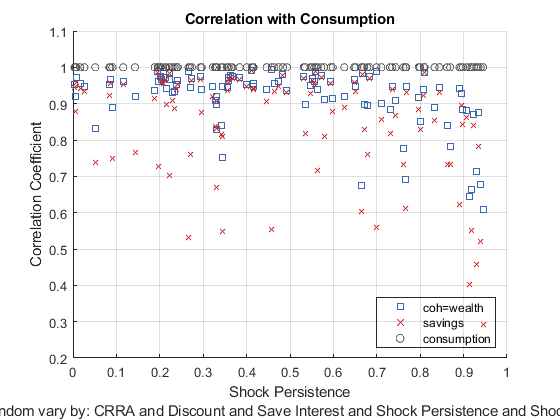 Correlation with Consumption
1.1
1
0.9
0.8
0.7
0.6
0.5
0.4
0.3
0.2
Correlation Coefficient
coh=wealth
savings
consumption
0 0.1 0.2 0.3 0.4 0.5 0.6 0.7 0.8 0.9 1
Shock Persistence
ndom vary by: CRRA and Discount and Save Interest and Shock Persistence and Shoc